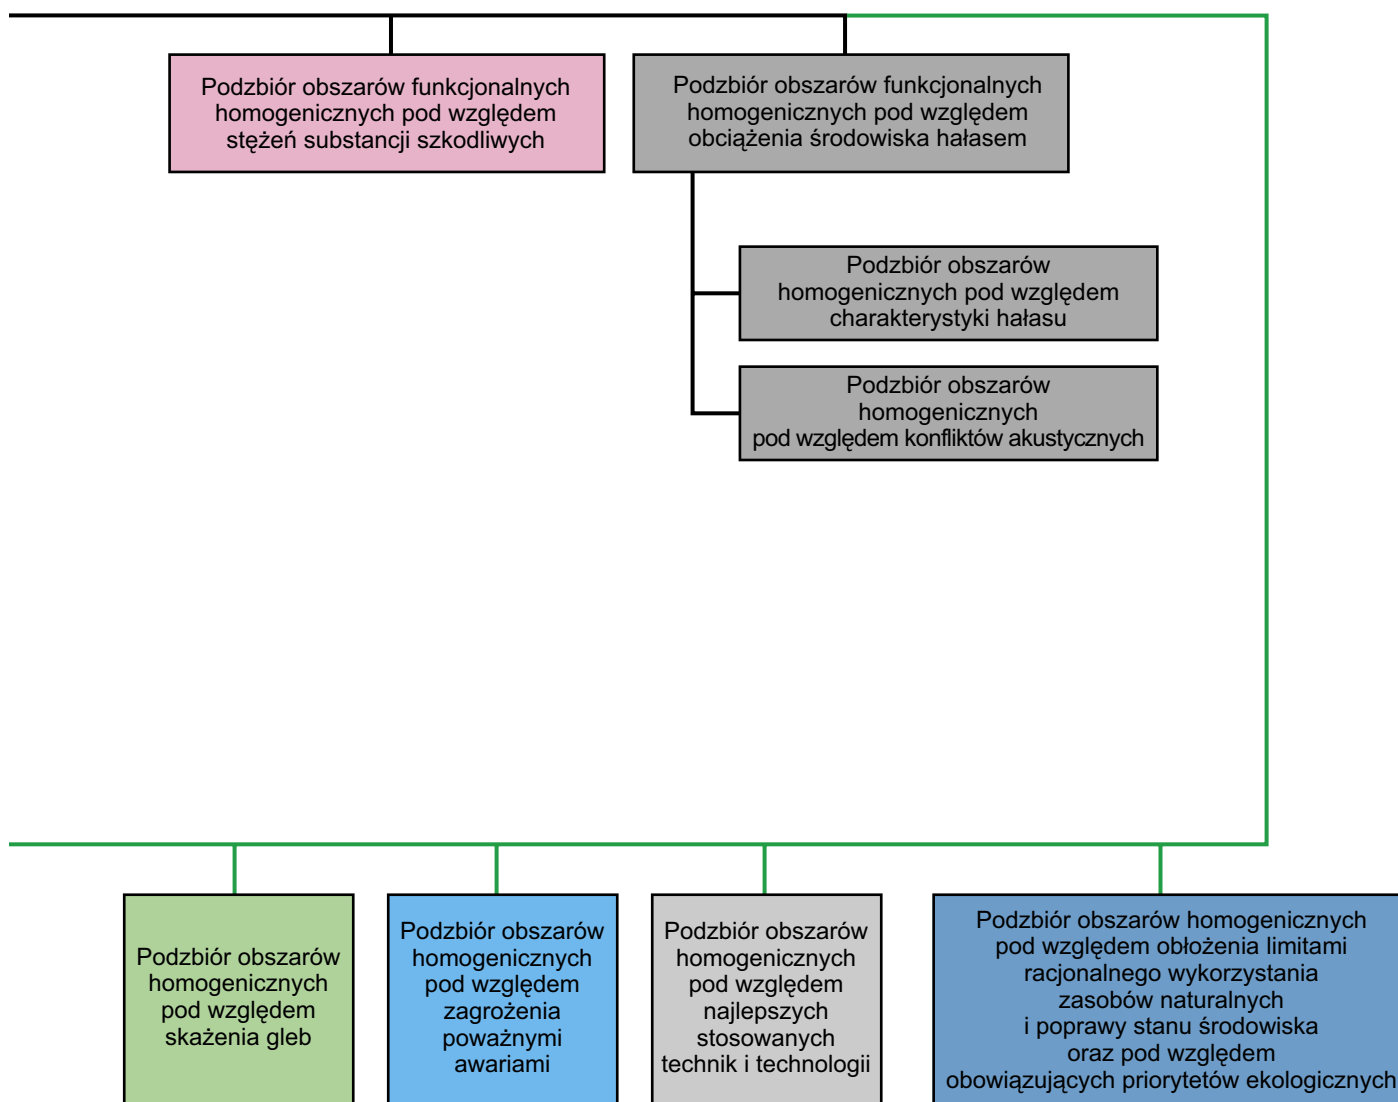 Podzbiór obszarów funkcjonalnych
homogenicznych pod względem
stężeń substancji szkodliwych
Podzbiór obszarów funkcjonalnych
homogenicznych pod względem
obciążenia środowiska hałasem
Podzbiór obszarów
homogenicznych pod względem
charakterystyki hałasu
Podzbiór obszarów
homogenicznych
pod względem konfliktów akustycznych
Podzbiór obszarów
homogenicznych
pod względem
skażenia gleb
Podzbiór obszarów
homogenicznych
pod względem
zagrożenia
poważnymi
awariami
Podzbiór obszarów
homogenicznych
pod względem
najlepszych
stosowanych
technik i technologii
Podzbiór obszarów homogenicznych
pod względem obłożenia limitami
racjonalnego wykorzystania
zasobów naturalnych
i poprawy stanu środowiska
oraz pod względem
obowiązujących priorytetów ekologicznych